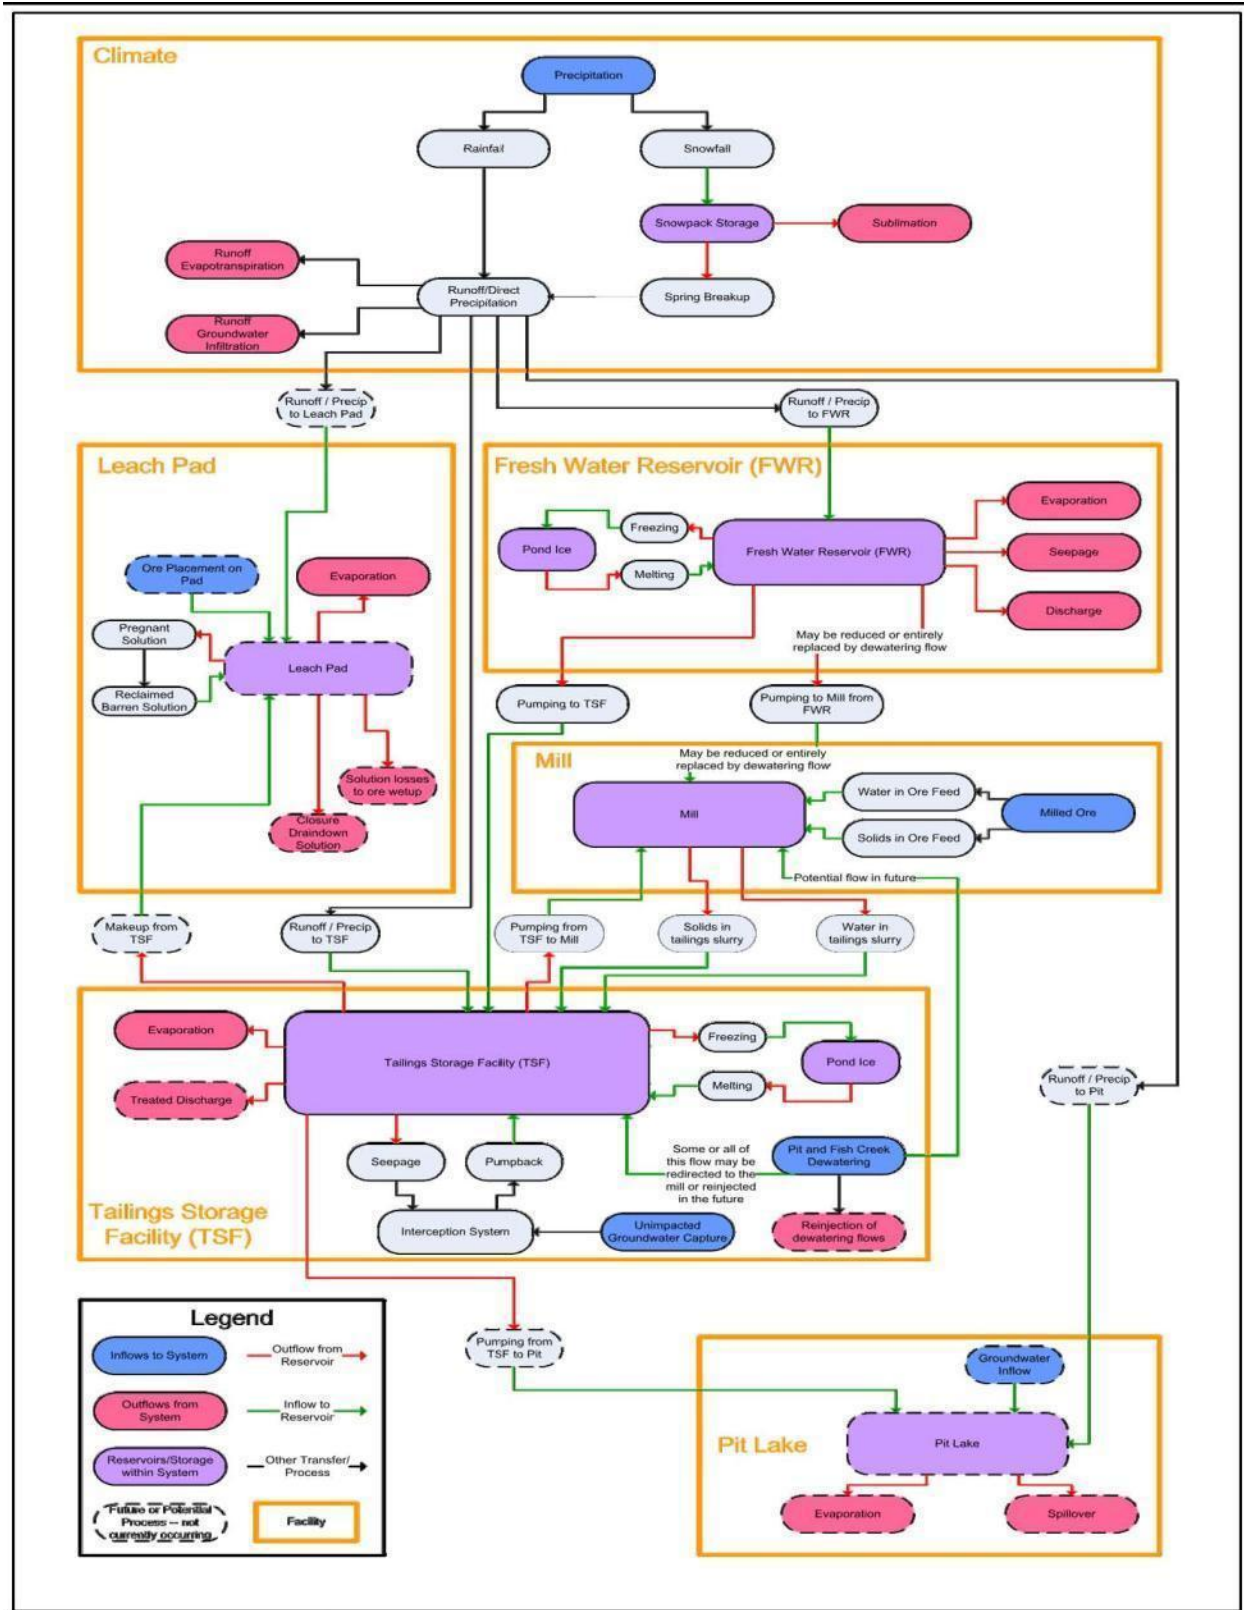 Climate
Precipitation
Rainfall
Snowfall
Snowpack Storage
Sublimation
Runoff
Evapotranspiration
Runoff/Direct
Precipitation
Spring Breakup
Runoff
Groundwater
Infiltration
Runoff / Precip
to Leach Pad
Runoff / Precip
to FWR
Leach Pad
Ore Placement on
Pad
Evaporation
Pregnant
Solution
Leach Pad
Reclaimed
Barren Solution
Solution losses
to ore wetup
Closure
Draindown
Solution
Fresh Water Reservoir (FWR)
Freezing
Pond Ice
Melting
Fresh Water Reservoir (FWR)
Evaporation
Seepage
Discharge
May be reduced or entirely
replaced by dewatering flow
Pumping to TSF
Pumping to Mill from
FWR
Mill
May be reduced or entirely
replaced by dewatering flow
Mill
Water in Ore Feed
Solids in Ore Feed
Milled Ore
Potential flow in future
Makeup from
TSF
Runoff / Precip
to TSF
Pumping from
TSF to Mill
Solids in
tailings slurry
Water in
tailings slurry
Evaporation
Treated Discharge
Tailings Storage Facility (TSF)
Freezing
Pond Ice
Melting
Runoff / Precip
to Pit
Seepage
Pumpback
Some or all of
this flow may be
redirected to the
mill or reinjected
in the future
Pit and Fish Creek
Dewatering
Tailings Storage
Facility (TSF)
Interception System
Unimpacted
Groundwater Capture
Reinjection of
dewatering flows
Legend
Inflows to System
Outflow from
Reservoir
Outflows from
System
Inflow to
Reservoir
Reservoirs/Storage
within System
Other Transfer/
Process
Future or Potential
Process -- not
currently occurring
Facility
Pumping from
TSF to Pit
Groundwater
Inflow
Pit Lake
Pit Lake
Evaporation
Spillover